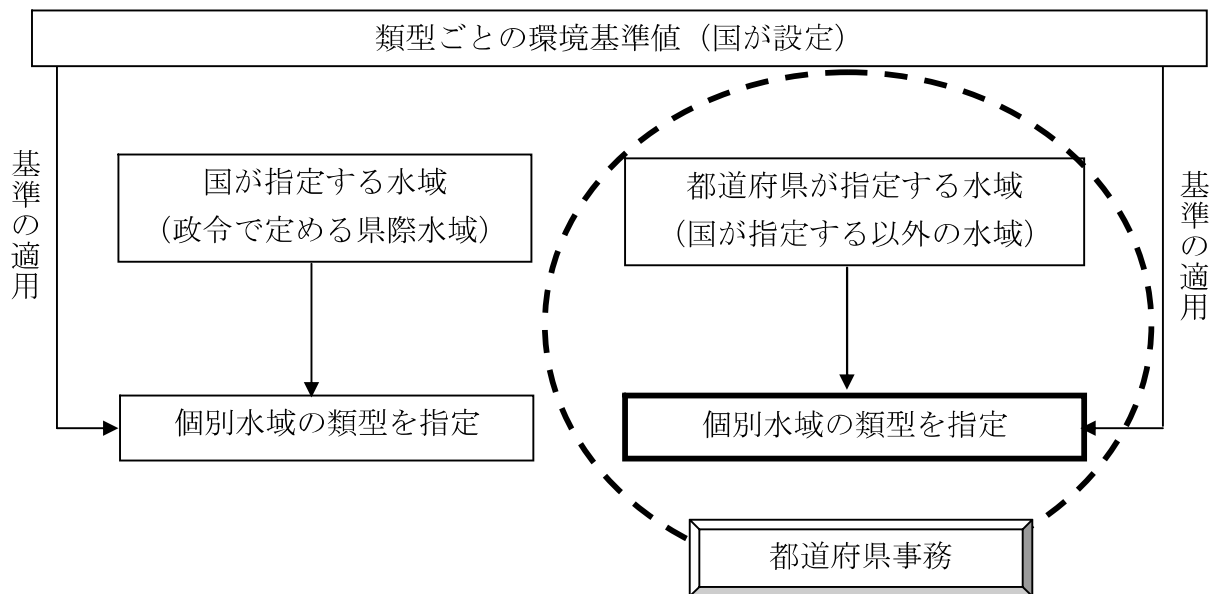 類型ごとの環境基準値（国が設定）
基準の適用
国が指定する水域
（政令で定める県際水域）
都道府県が指定する水域
（国が指定する以外の水域）
基準の適用
個別水域の類型を指定
個別水域の類型を指定
都道府県事務